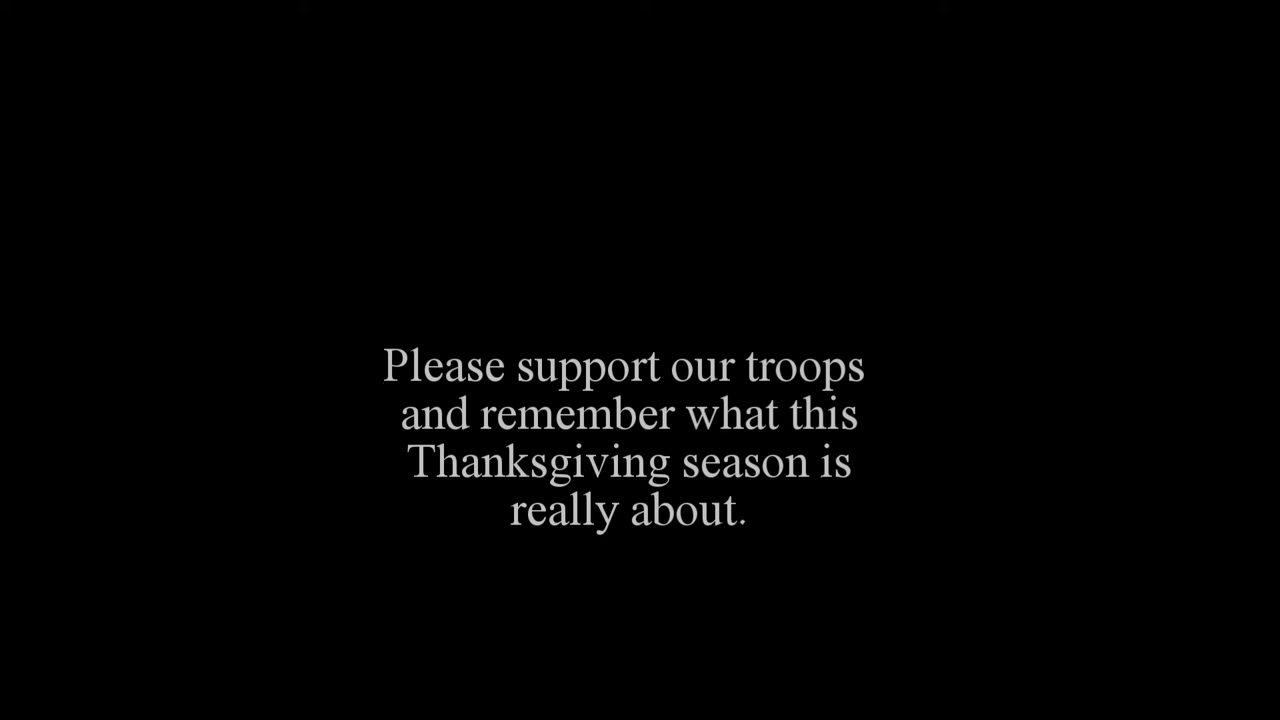 Please support our troops
and remember what this
Thanksgiving season is
really about.